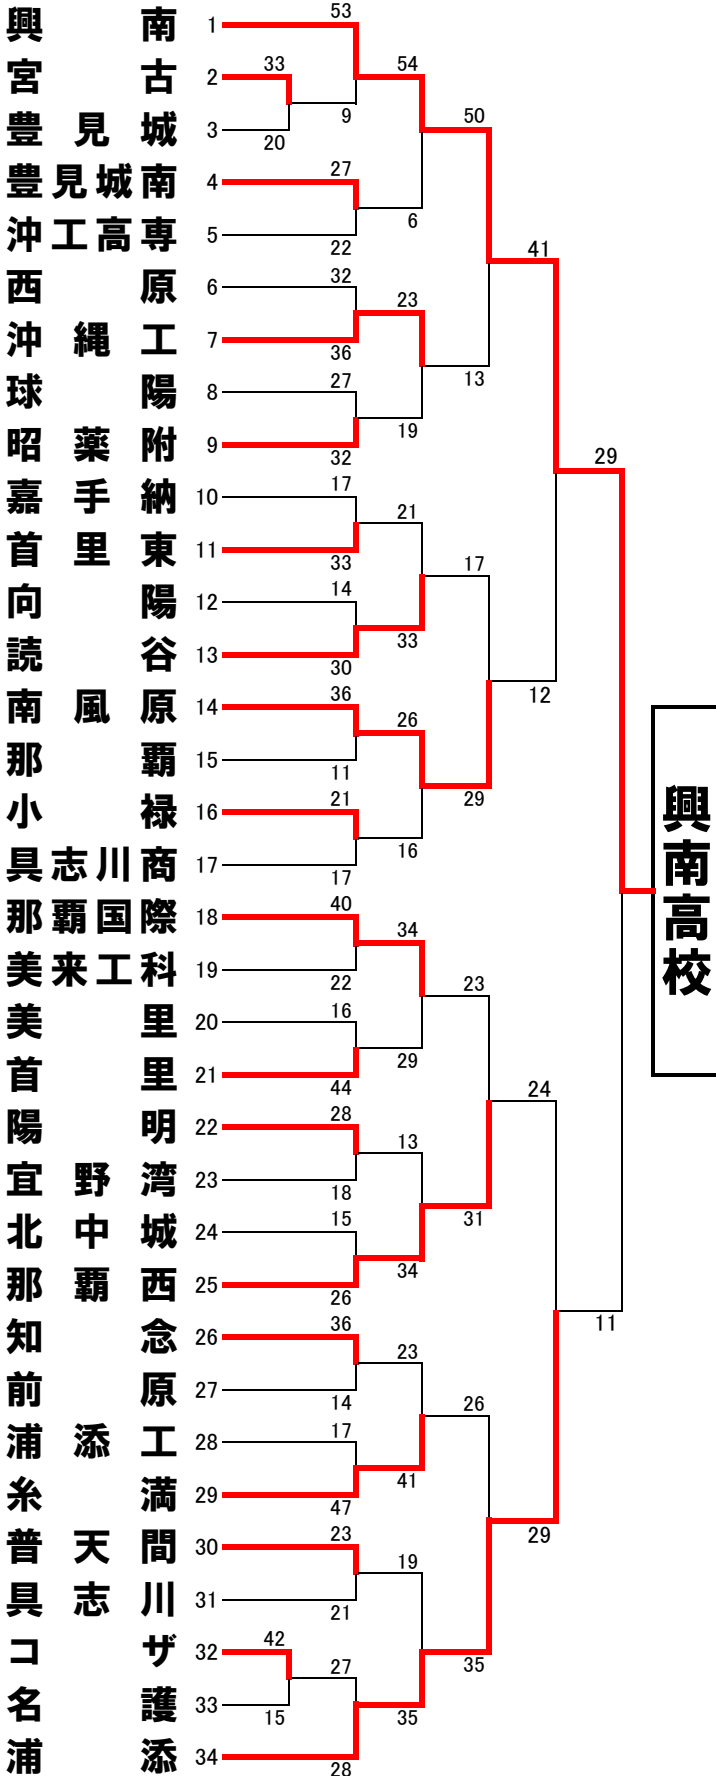 興南 1 53
宮古 2 33 54
豊見城 3 20 9 50
豊見城南 4 27
沖工高専 5 22 6 41
西原 6 32
沖縄工 7 36 23
球陽 8 27 13
昭薬附 9 32 19 29
嘉手納 10 17
首里東 11 33 21
向陽 12 14 17
読谷 13 30 33
南風原 14 36 12
那覇 15 11 26
小禄 16 21 29
具志川商 17 17 16
那覇国際 18 40
美来工科 19 22 34
美里 20 16 23
首里 21 44 29
陽明 22 28 24
宜野湾 23 18 13
北中城 24 15 31
那覇西 25 26 34
知念 26 36 11
前原 27 14 23
浦添工 28 17 26
糸満 29 47 41
普天間 30 23 29
具志川 31 21 19
コザ 32 42 35
名護 33 15 27 35
浦添 34 28
興南高校